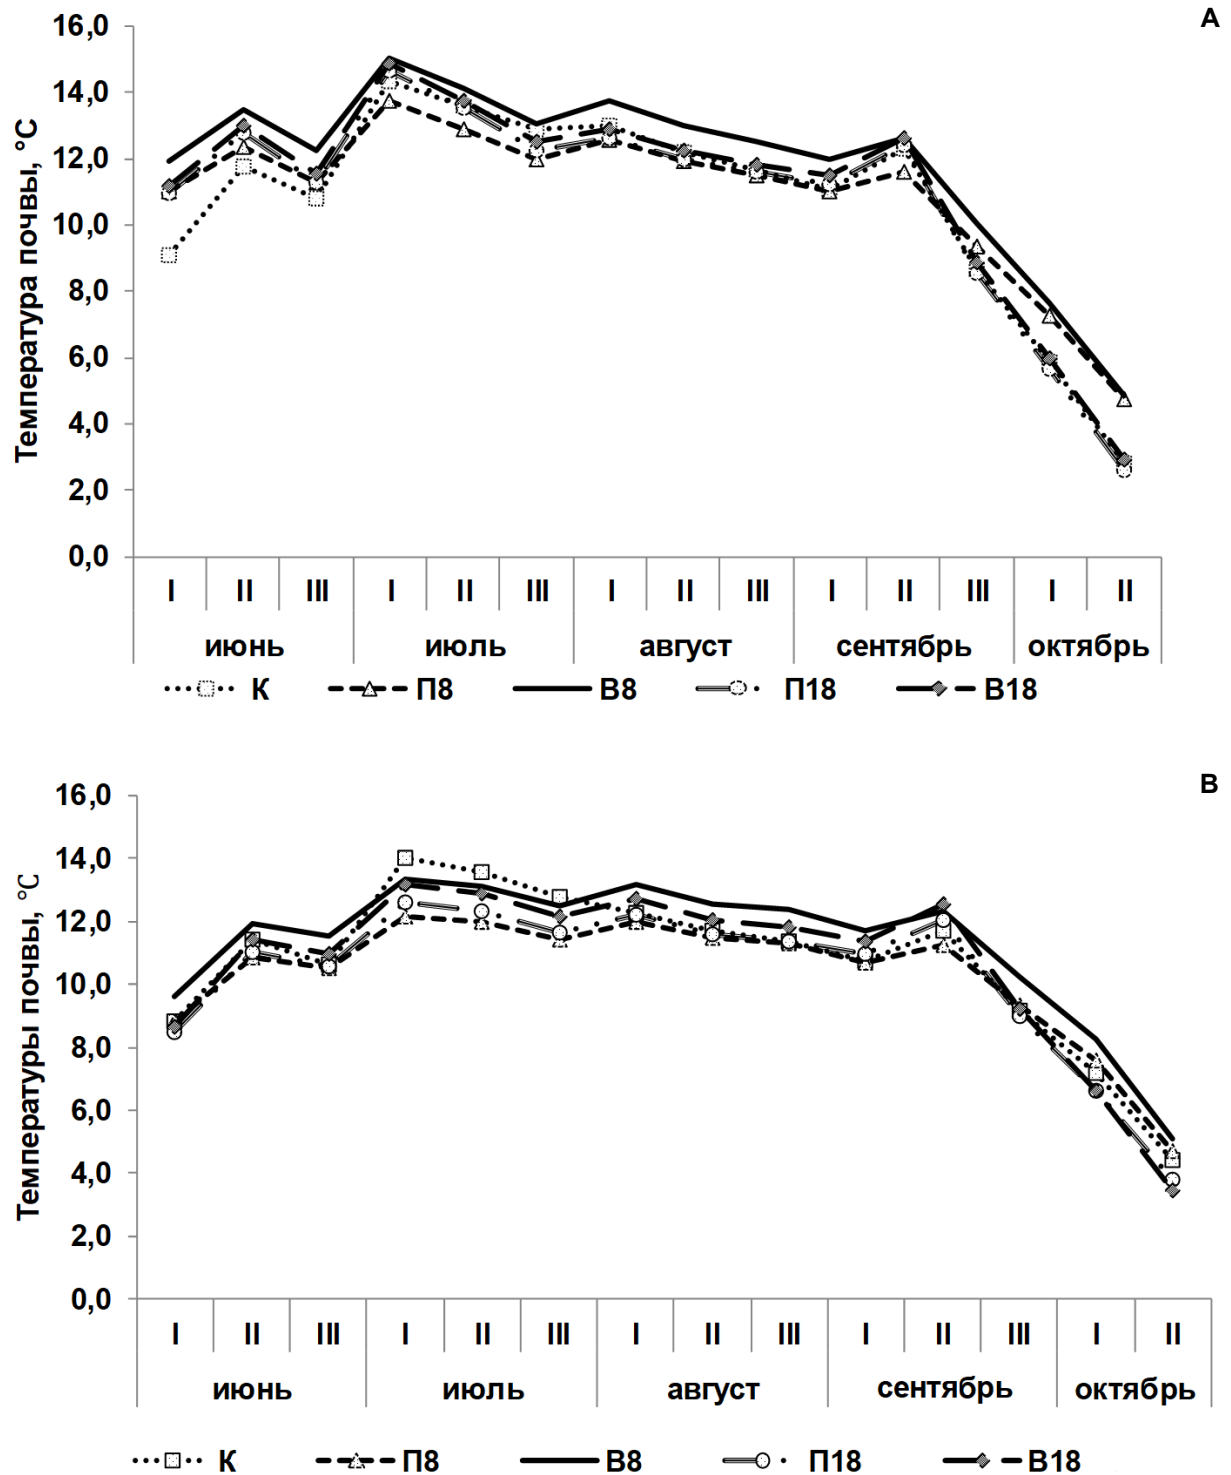 A
Температура почвы, °С
16,0
14,0
12,0
10,0
8,0
6,0
4,0
2,0
0,0
I II III I II III I II III I II III I II
июнь июль август сентябрь октябрь
К П8 В8 П18 В18
B
Температуры почвы, ℃
16,0
14,0
12,0
10,0
8,0
6,0
4,0
2,0
0,0
I II III I II III I II III I II III I II
июнь июль август сентябрь октябрь
К П8 В8 П18 В18